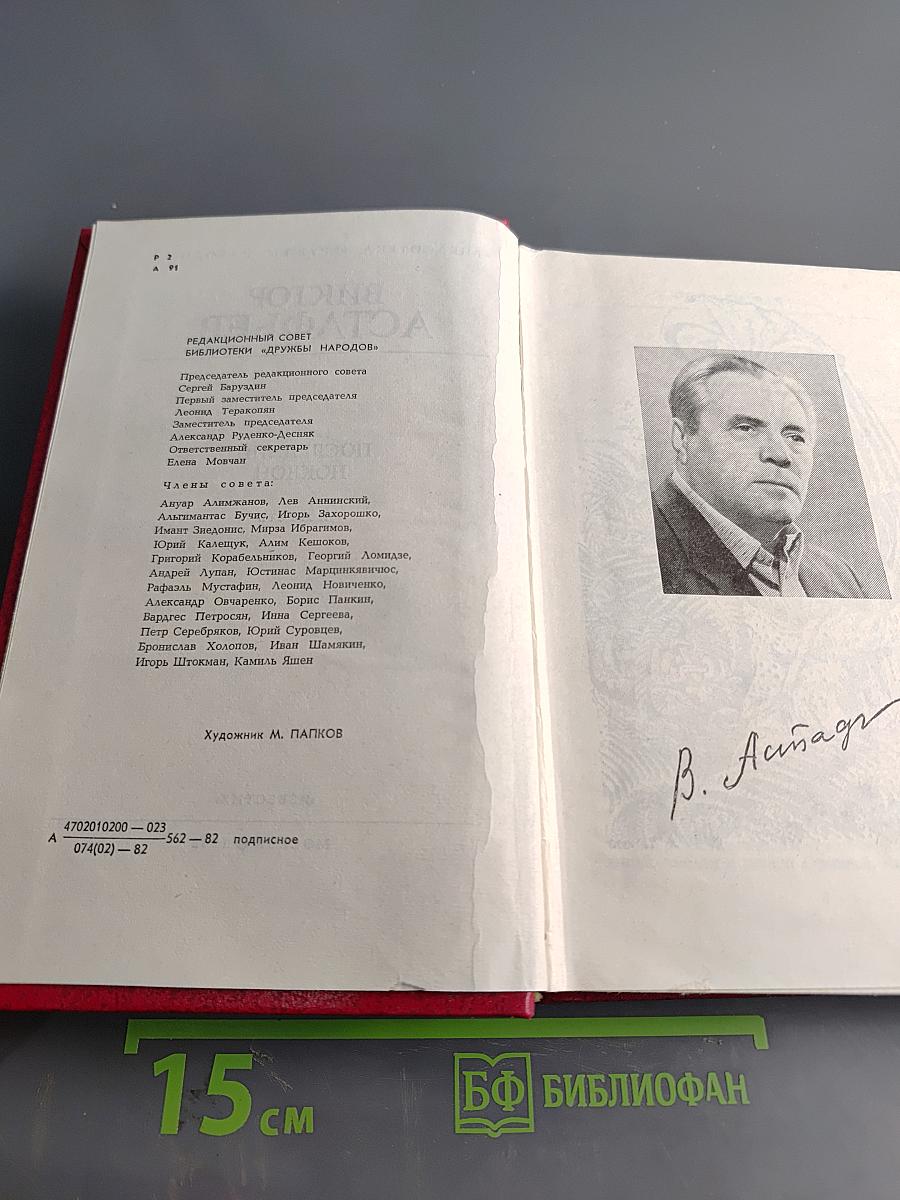 Р 2
А 91
РЕДАКЦИОННЫЙ СОВЕТ
БИБЛИОТЕКИ «ДРУЖБЫ НАРОДОВ»
Председатель редакционного совета
Сергей Баруздин
Первый заместитель председателя
Леонид Теракопян
Заместитель председателя
Александр Руденко-Десняк
Ответственный секретарь
Елена Мовчан
Члены совета:
Ануар Алимжанов, Лев Аннинский,
Альгимантас Бучис, Игорь Захорошко,
Имант Зиедонис, Мирза Ибрагимов,
Юрий Калещук, Алим Кешоков,
Григорий Корабельников, Георгий Ломидзе,
Андрей Лупан, Юстинас Марцинкявичюс,
Рафаэль Мустафин, Леонид Новиченко,
Александр Овчаренко, Борис Панкин,
Вардгес Петросян, Инна Сергеева,
Петр Серебряков, Юрий Суровцев,
Бронислав Холопов, Иван Шамякин,
Игорь Штокман, Камиль Яшен
Художник М. ПАПКОВ
4702010200 — 023
А 562 — 82 подписное
074(02) — 82
В. Астаф
15 см
БФ БИБЛИОФАН
ВИКТОР